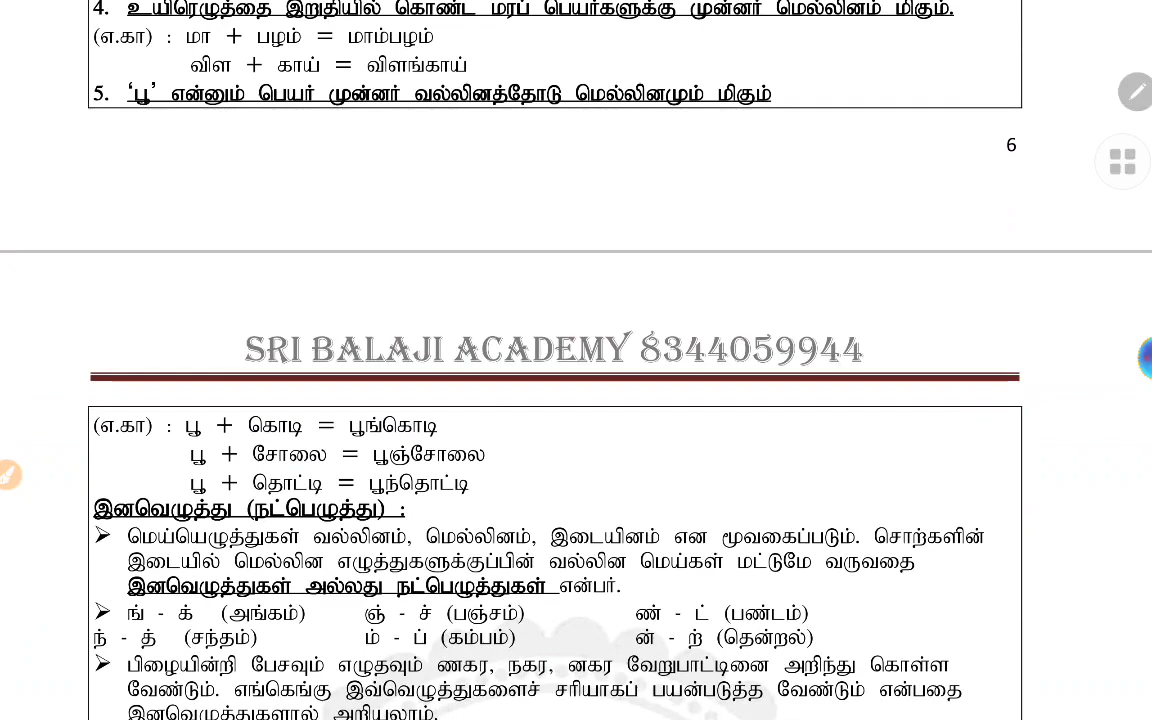 4. உயிரெழுத்தை இறுதியில் கொண்ட மரப் பெயர்களுக்கு முன்னர் மெல்லினம் மிகும்.
(எ.கா) : மா + பழம் = மாம்பழம்
விள + காய் = விளங்காய்
5. ‘பூ’ என்னும் பெயர் முன்னர் வல்லினத்தோடு மெல்லினமும் மிகும்
6
SRI BALAJI ACADEMY 8344059944
(எ.கா) : பூ + கொடி = பூங்கொடி
பூ + சோலை = பூஞ்சோலை
பூ + தொட்டி = பூந்தொட்டி
இனவெழுத்து (நட்பெழுத்து) :
➢ மெய்யெழுத்துகள் வல்லினம், மெல்லினம், இடையினம் என மூவகைப்படும். சொற்களின்
இடையில் மெல்லின எழுத்துகளுக்குப்பின் வல்லின மெய்கள் மட்டுமே வருவதை
இனவெழுத்துகள் அல்லது நட்பெழுத்துகள் என்பர்.
➢ ங் - க் (அங்கம்) ஞ் - ச் (பஞ்சம்) ண் - ட் (பண்டம்)
ந் - த் (சந்தம்) ம் - ப் (கம்பம்) ன் - ற் (தென்றல்)
➢ பிழையின்றி பேசவும் எழுதவும் ணகர, நகர, னகர வேறுபாட்டினை அறிந்து கொள்ள
வேண்டும். எங்கெங்கு இவ்வெழுத்துகளைச் சரியாகப் பயன்படுத்த வேண்டும் என்பதை
இனவெழுத்துகளால் அறியலாம்.